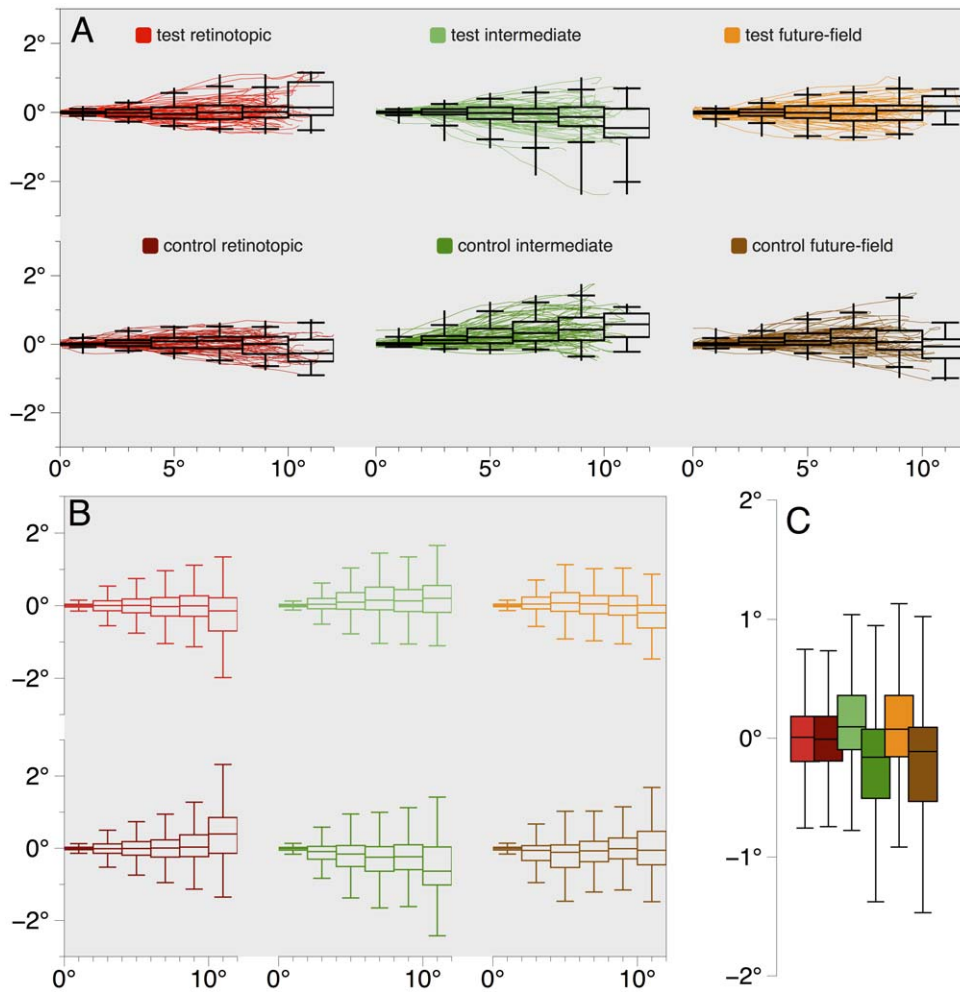 A
test retinotopic
test intermediate
test future-field
2°
0°
−2°
control retinotopic
control intermediate
control future-field
2°
0°
−2°
0° 5° 10° 0° 5° 10° 0° 5° 10°
B
2°
0°
−2°
2°
0°
−2°
0° 10° 0° 10° 0° 10°
C
2°
1°
0°
−1°
−2°